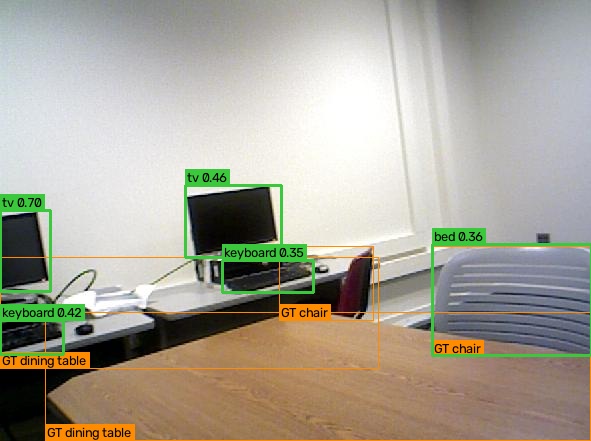 tv 0.46
tv 0.70
bed 0.36
keyboard 0.35
keyboard 0.42
GT chair
GT chair
GT dining table
GT dining table